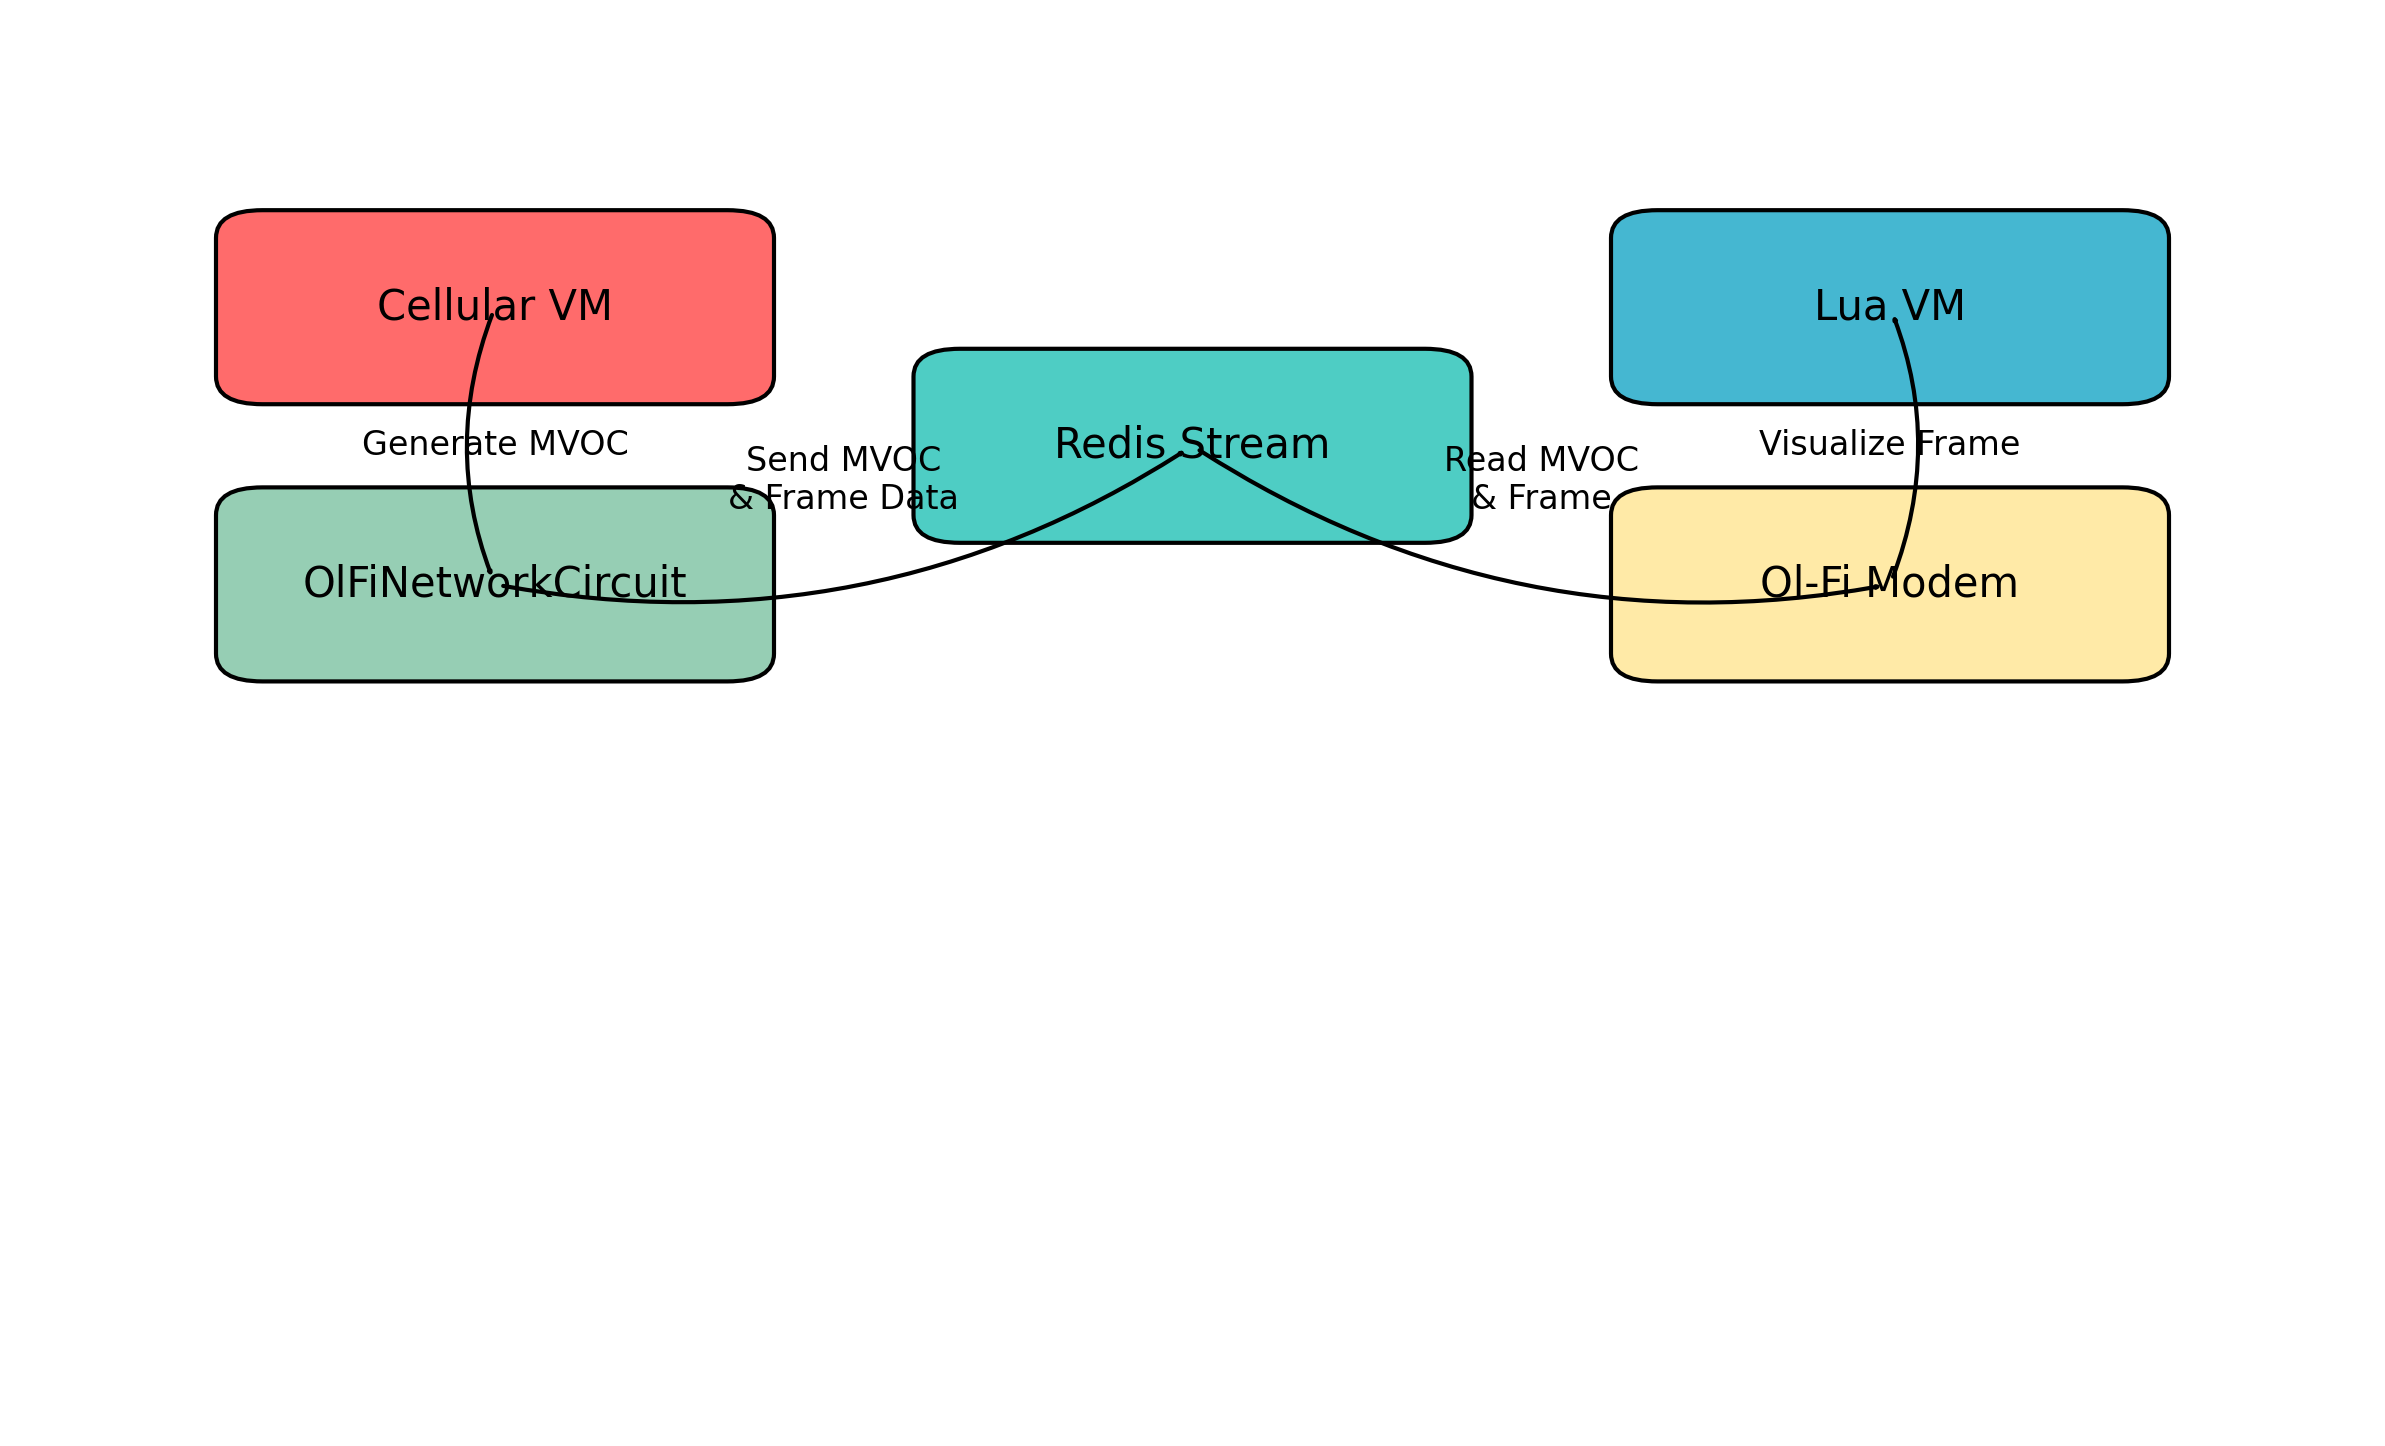 Cellular VM
Lua VM
Redis Stream
Generate MVOC
Send MVOC
& Frame Data
Read MVOC
& Frame
Visualize Frame
OlFiNetworkCircuit
Ol-Fi Modem